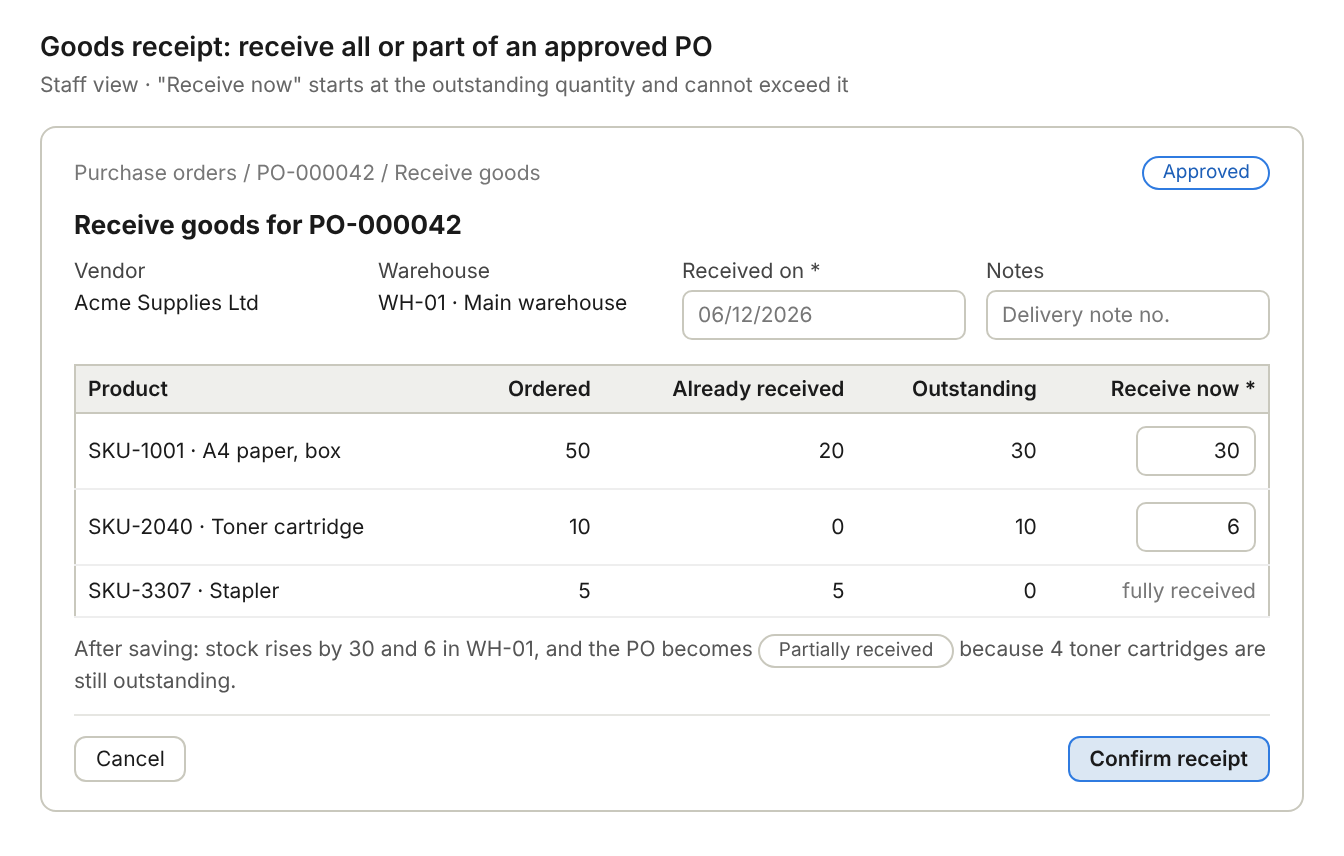 Goods receipt: receive all or part of an approved PO
Staff view · "Receive now" starts at the outstanding quantity and cannot exceed it
Purchase orders / PO-000042 / Receive goods
Approved
Receive goods for PO-000042
Vendor
Acme Supplies Ltd
Warehouse
WH-01 · Main warehouse
Received on *
06/12/2026
Notes
Delivery note no.
Product Ordered Already received Outstanding Receive now *
SKU-1001 · A4 paper, box 50 20 30 30
SKU-2040 · Toner cartridge 10 0 10 6
SKU-3307 · Stapler 5 5 0 fully received
After saving: stock rises by 30 and 6 in WH-01, and the PO becomes Partially received because 4 toner cartridges are
still outstanding.
Cancel
Confirm receipt